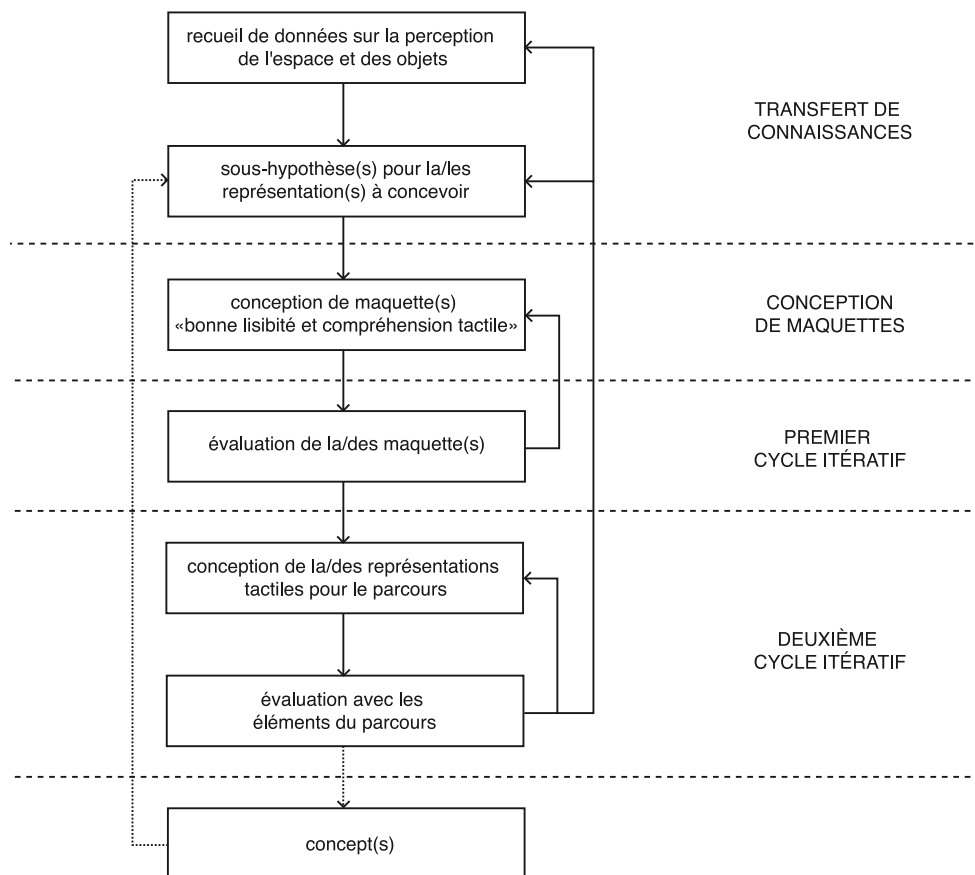 recueil de données sur la perception
de l'espace et des objets
TRANSFERT DE
CONNAISSANCES
sous-hypothèse(s) pour la/les
représentation(s) à concevoir
conception de maquette(s)
«bonne lisibité et compréhension tactile»
CONCEPTION
DE MAQUETTES
évaluation de la/des maquette(s)
PREMIER
CYCLE ITÉRATIF
conception de la/des représentations
tactiles pour le parcours
DEUXIÈME
CYCLE ITÉRATIF
évaluation avec les
éléments du parcours
concept(s)